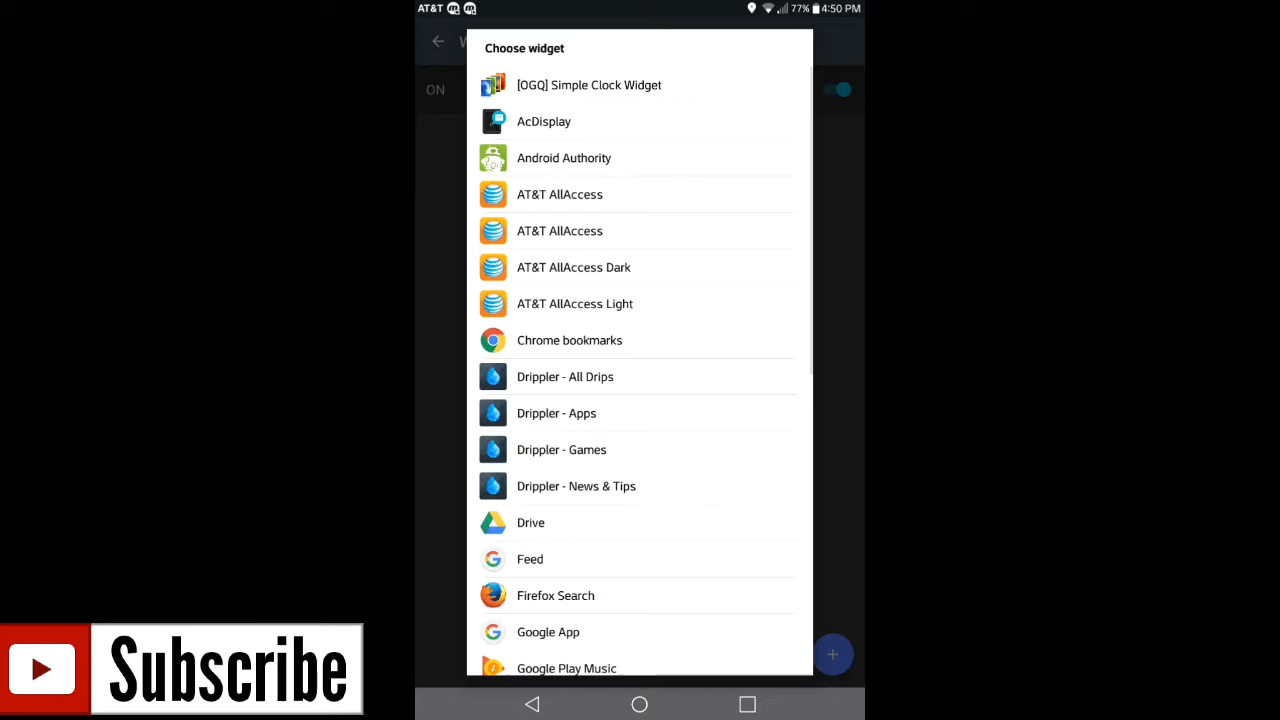 AT&T 77% 4:50 PM
Choose widget
ON
[OGQ] Simple Clock Widget
AcDisplay
Android Authority
AT&T AllAccess
AT&T AllAccess
AT&T AllAccess Dark
AT&T AllAccess Light
Chrome bookmarks
Drippler - All Drips
Drippler - Apps
Drippler - Games
Drippler - News & Tips
Drive
Feed
Firefox Search
Google App
Google Play Music
Subscribe